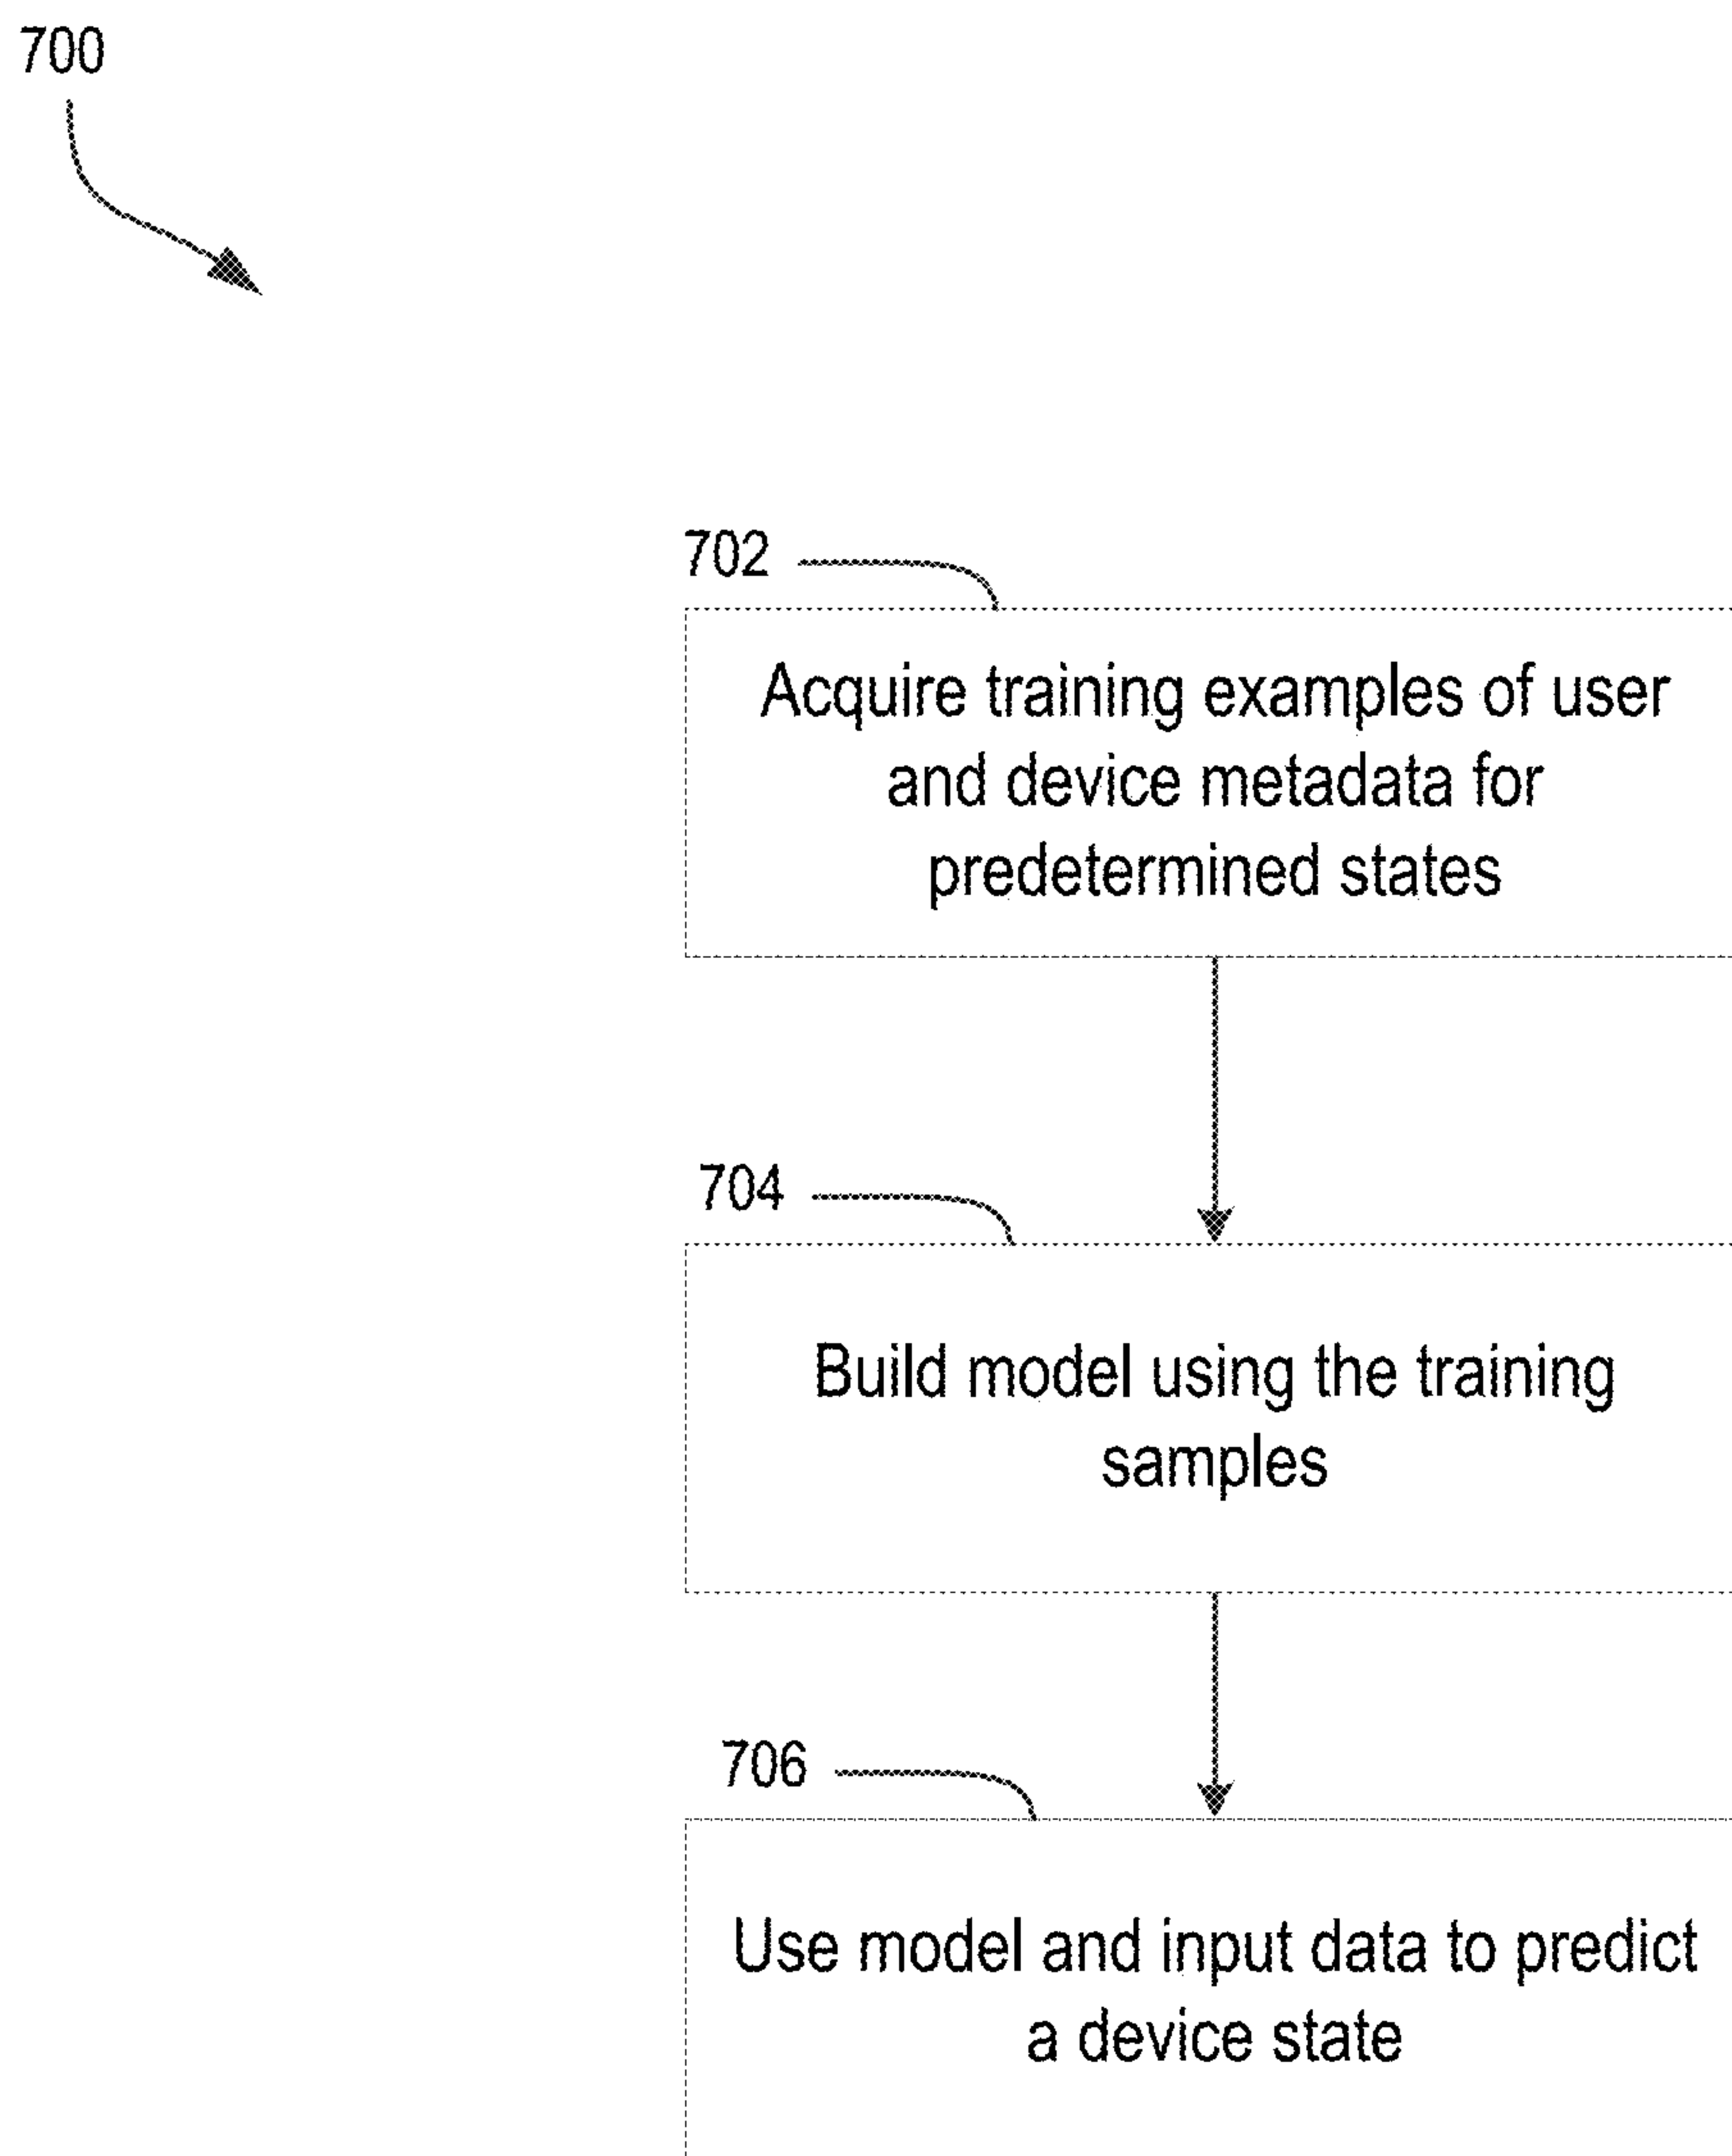 700
702
Acquire training examples of user
and device metadata for
predetermined states
704
Build model using the training
samples
706
Use model and input data to predict
a device state